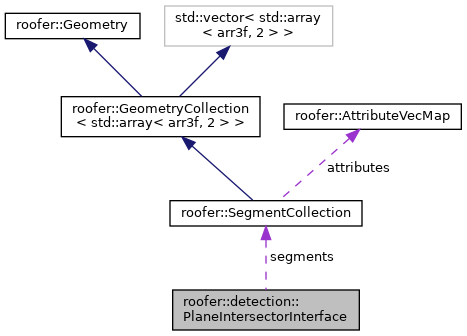 roofer::Geometry
std::vector< std::array
< arr3f, 2 > >
roofer::GeometryCollection
< std::array< arr3f, 2 > >
roofer::AttributeVecMap
attributes
roofer::SegmentCollection
segments
roofer::detection::
PlaneIntersectorInterface